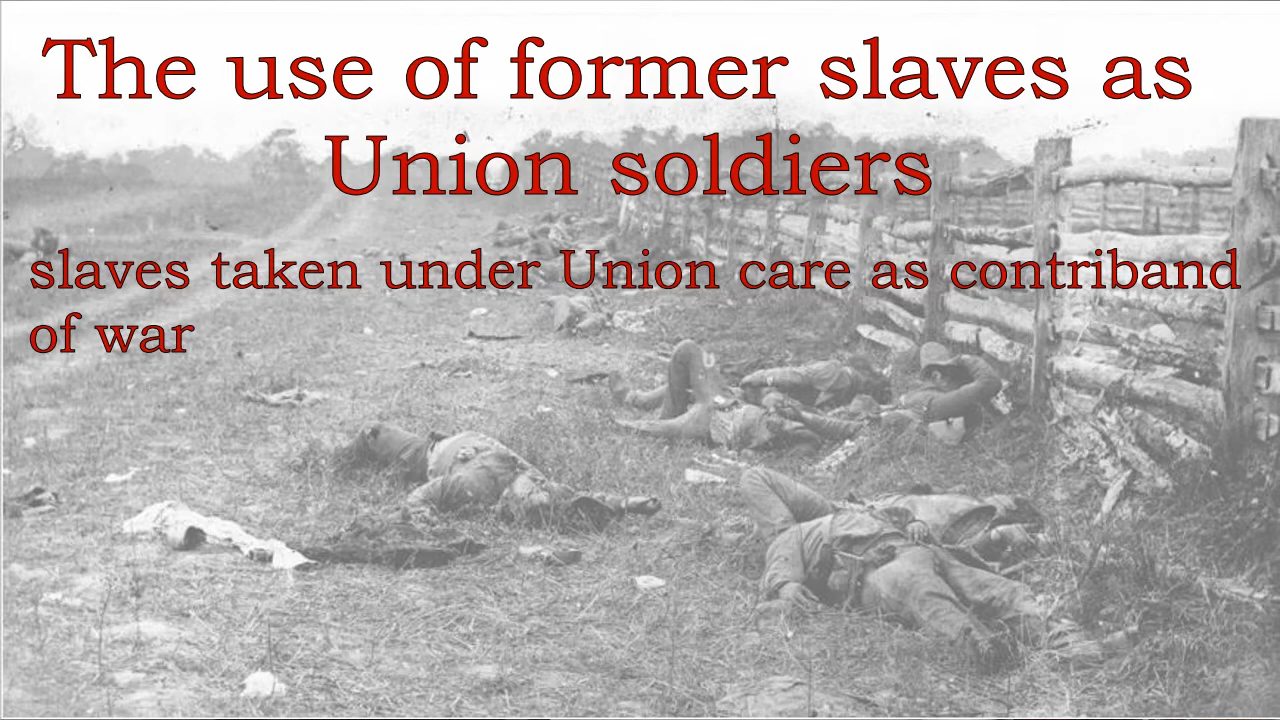 The use of former slaves as
Union soldiers
slaves taken under Union care as contriband
of war